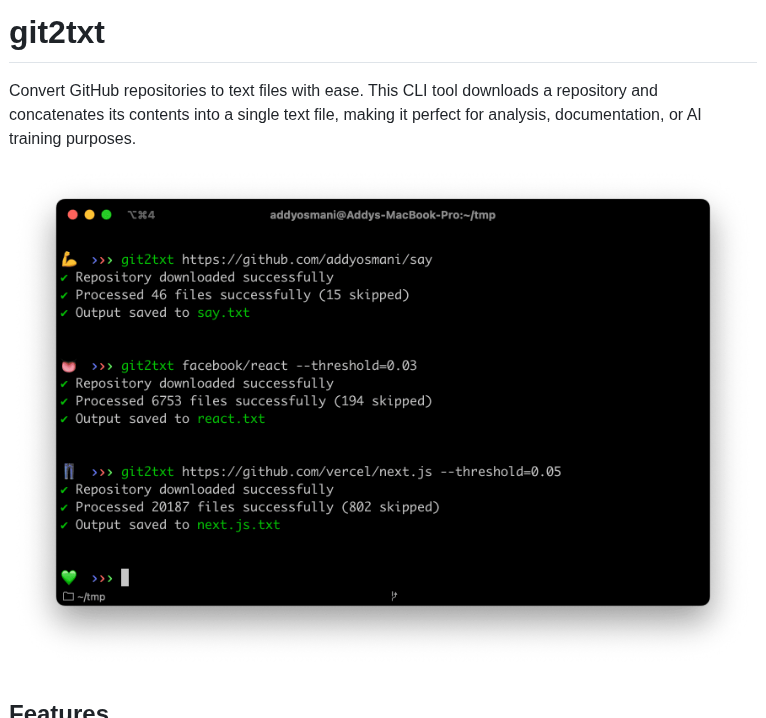 git2txt
Convert GitHub repositories to text files with ease. This CLI tool downloads a repository and
concatenates its contents into a single text file, making it perfect for analysis, documentation, or AI
training purposes.
⌥⌘4 addyosmani@Addys-MacBook-Pro:~/tmp
💪 ››› git2txt https://github.com/addyosmani/say
✔ Repository downloaded successfully
✔ Processed 46 files successfully (15 skipped)
✔ Output saved to say.txt
👅 ››› git2txt facebook/react --threshold=0.03
✔ Repository downloaded successfully
✔ Processed 6753 files successfully (194 skipped)
✔ Output saved to react.txt
👖 ››› git2txt https://github.com/vercel/next.js --threshold=0.05
✔ Repository downloaded successfully
✔ Processed 20187 files successfully (802 skipped)
✔ Output saved to next.js.txt
💚 ›››
~/tmp
Features